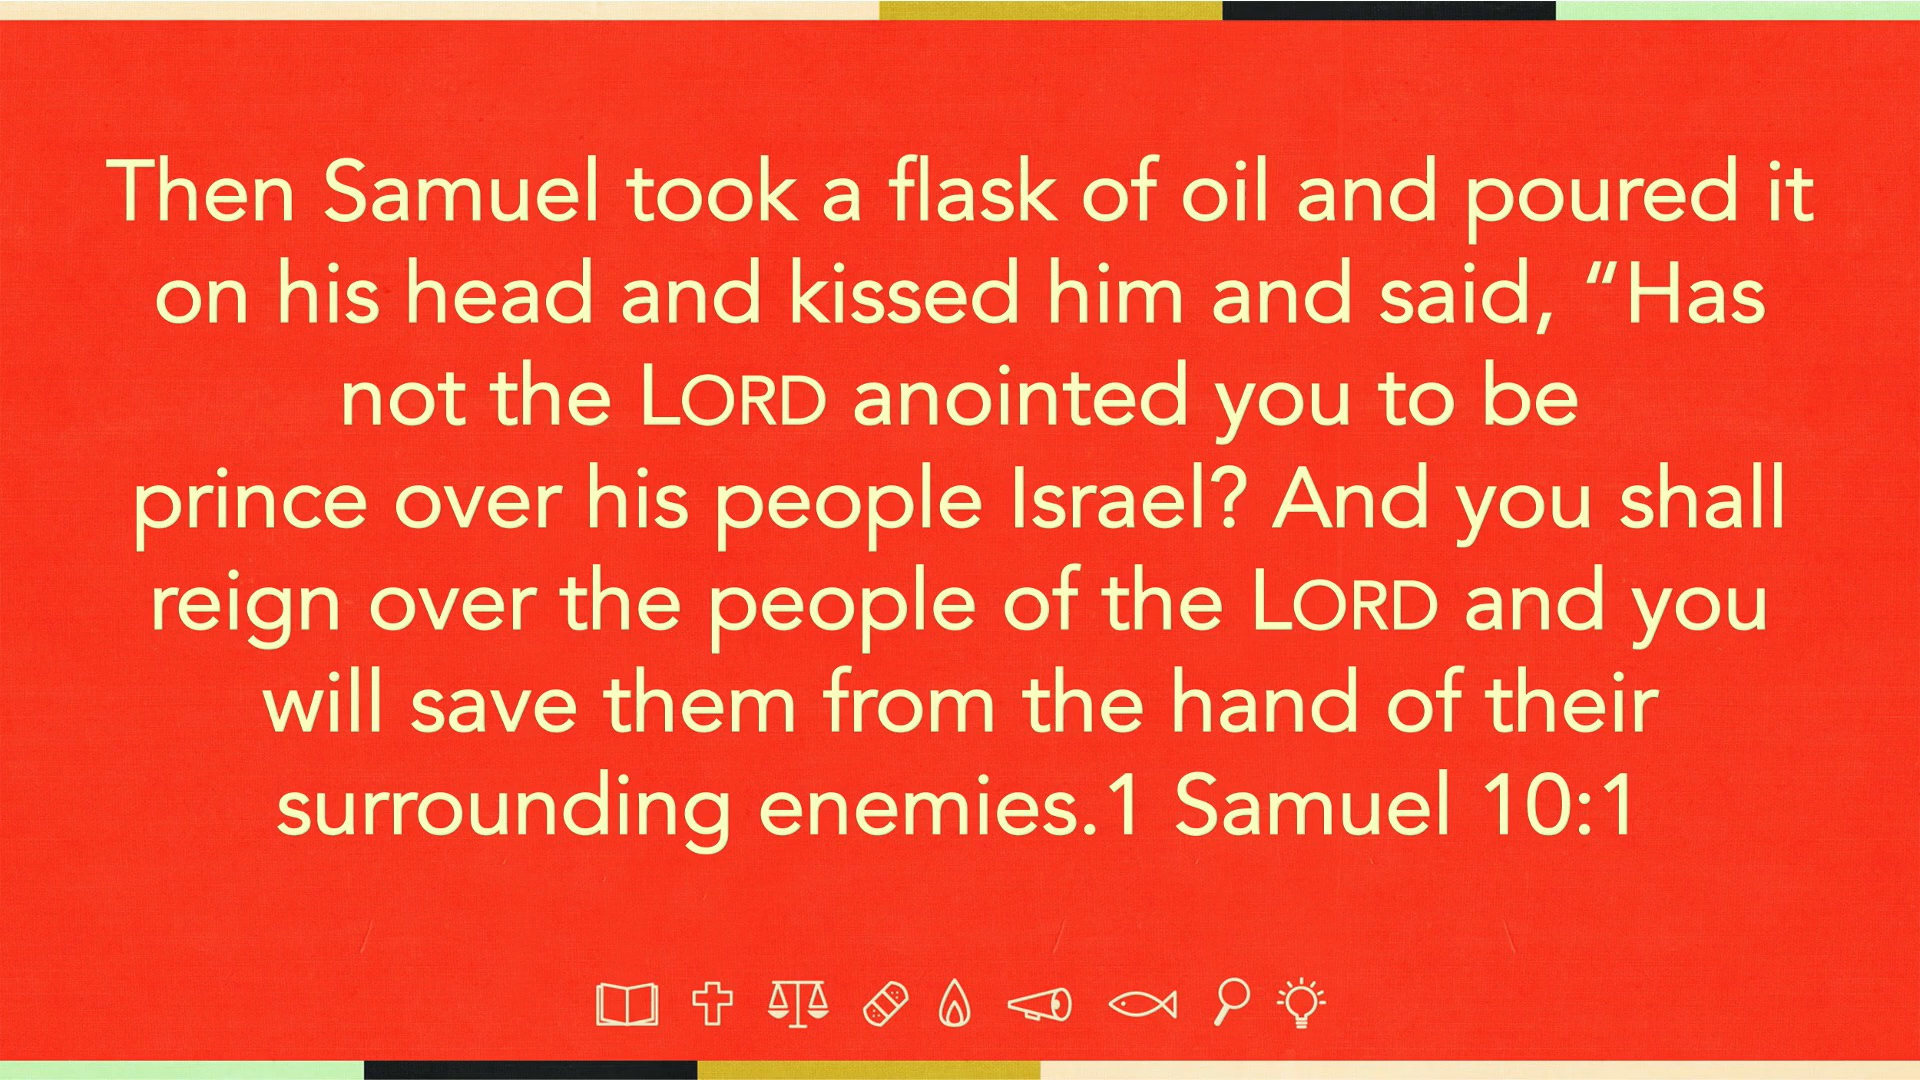 Then Samuel took a flask of oil and poured it
on his head and kissed him and said, “Has
not the LORD anointed you to be
prince over his people Israel? And you shall
reign over the people of the LORD and you
will save them from the hand of their
surrounding enemies.1 Samuel 10:1